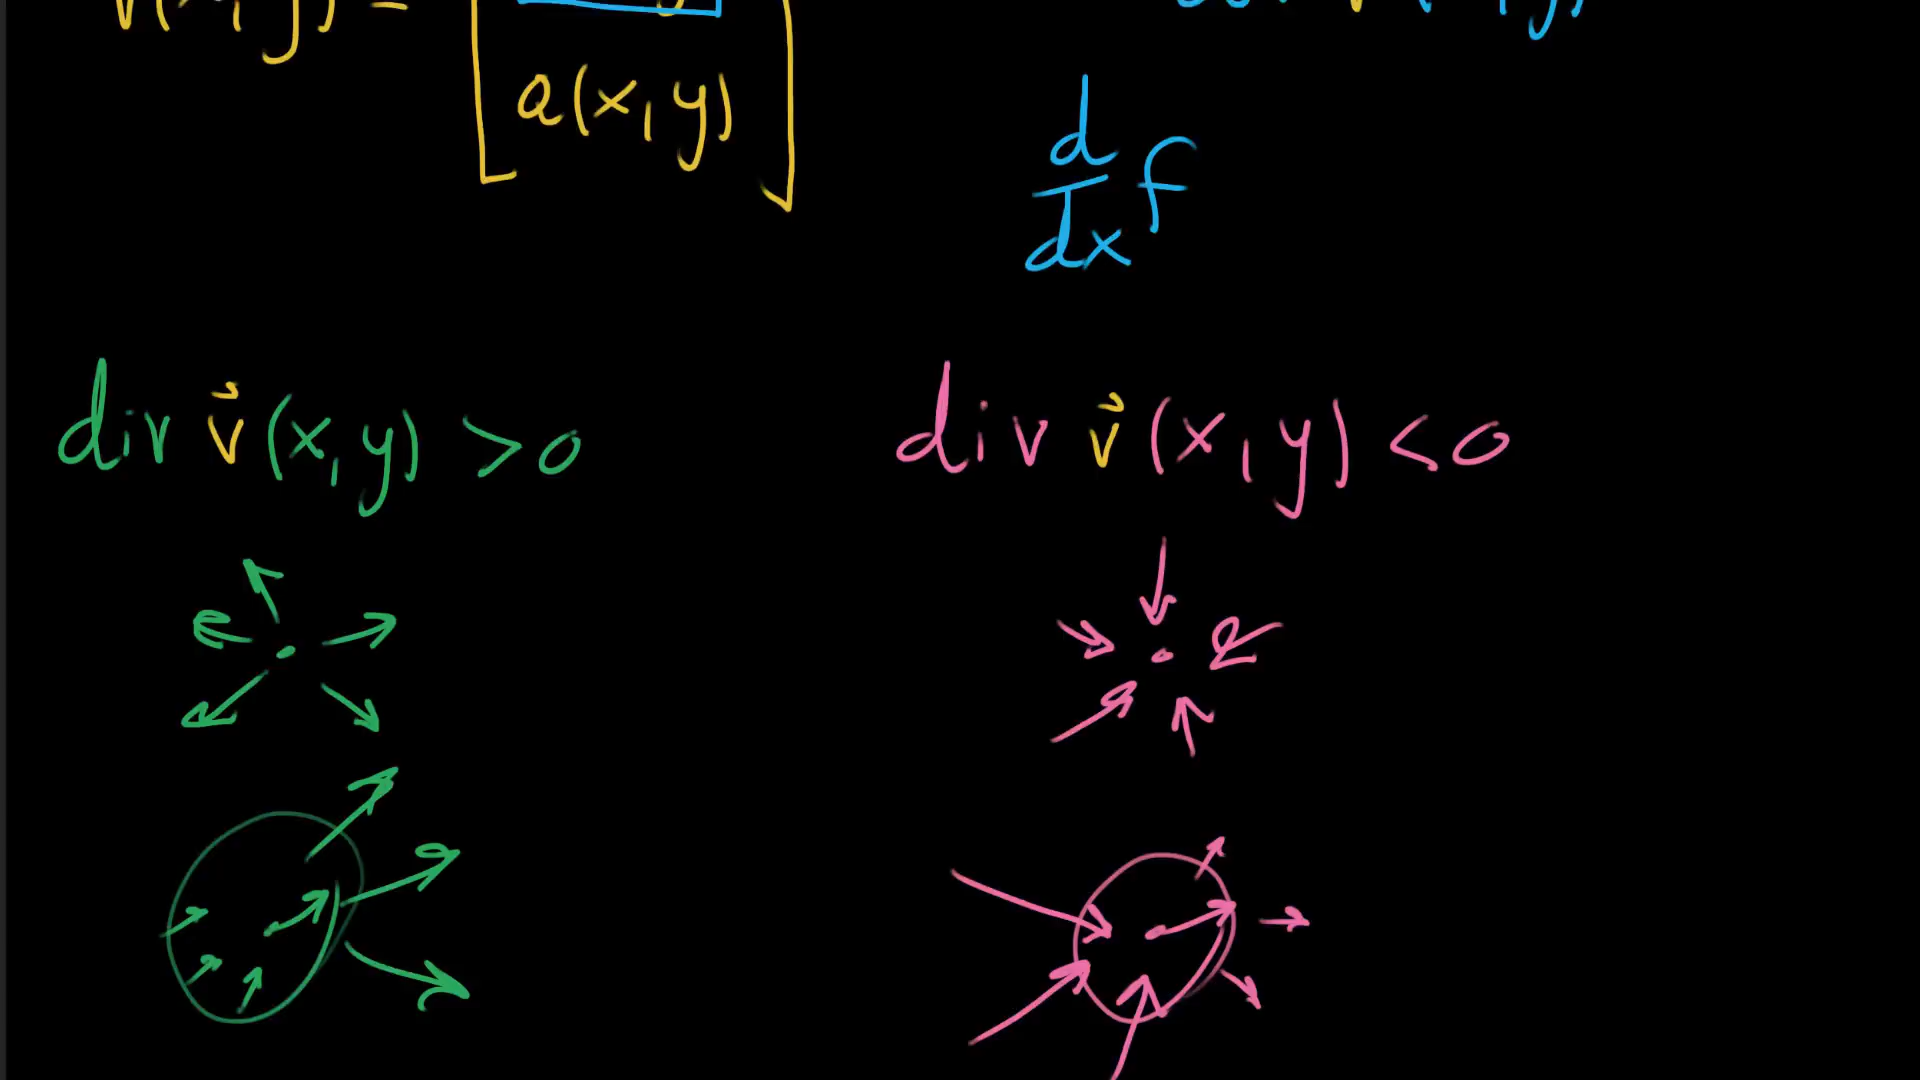 v(x,y) =
Q(x,y)
d/dx f
div v⃗(x,y) > 0
div v⃗(x,y) < 0